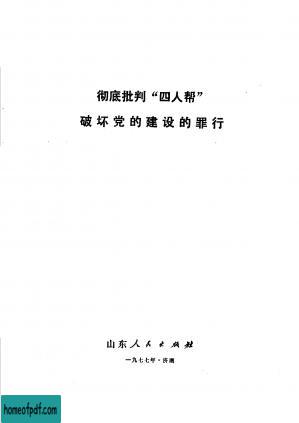 彻底批判“四人帮”
破坏党的建设的罪行
山东人民出版社
一九七七年·济南
homeofpdf.com